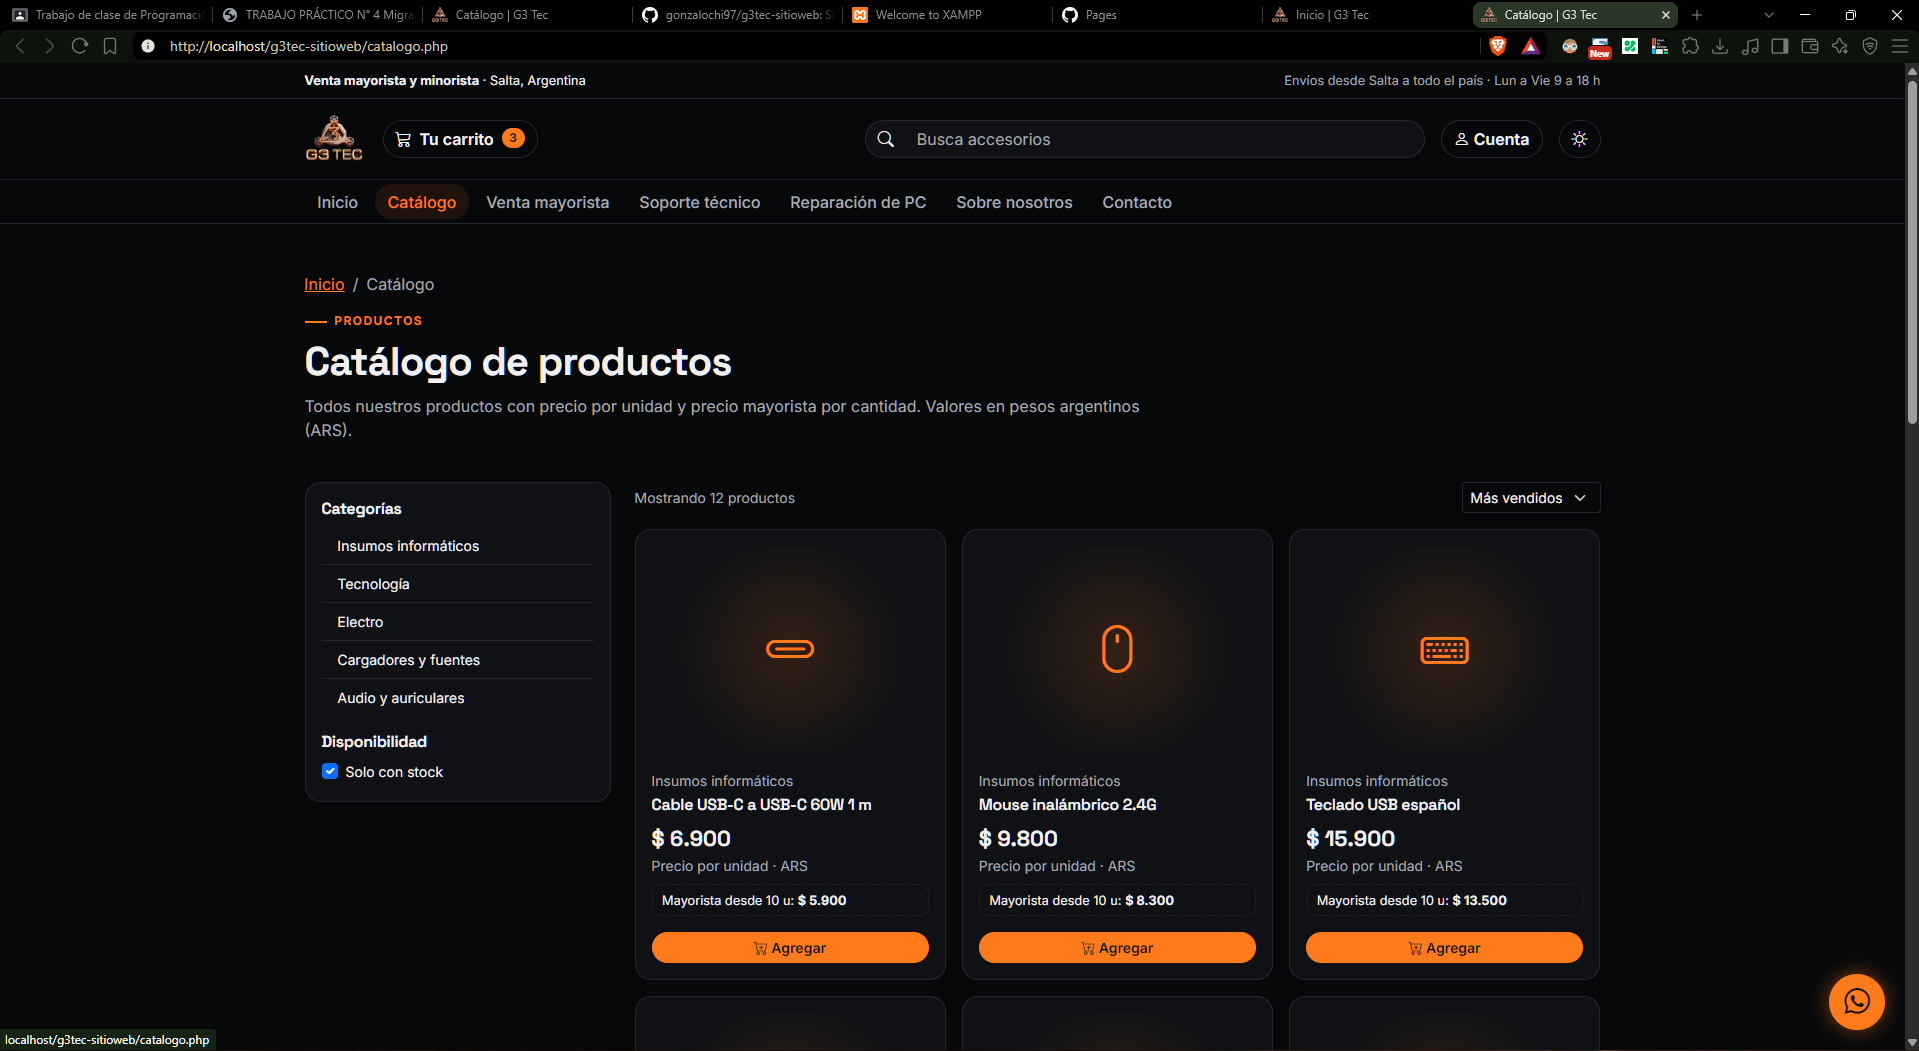 Trabajo de clase de Programació
TRABAJO PRÁCTICO N° 4 Migra
Catálogo | G3 Tec
gonzalochi97/g3tec-sitioweb: S
Welcome to XAMPP
Pages
Inicio | G3 Tec
Catálogo | G3 Tec
http://localhost/g3tec-sitioweb/catalogo.php
New
Venta mayorista y minorista · Salta, Argentina
Envíos desde Salta a todo el país · Lun a Vie 9 a 18 h
G3 TEC
Tu carrito 3
Busca accesorios
Cuenta
Inicio Catálogo Venta mayorista Soporte técnico Reparación de PC Sobre nosotros Contacto
Inicio / Catálogo
PRODUCTOS
Catálogo de productos
Todos nuestros productos con precio por unidad y precio mayorista por cantidad. Valores en pesos argentinos
(ARS).
Categorías
Insumos informáticos
Tecnología
Electro
Cargadores y fuentes
Audio y auriculares
Disponibilidad
Solo con stock
Mostrando 12 productos
Más vendidos
Insumos informáticos
Cable USB-C a USB-C 60W 1 m
$ 6.900
Precio por unidad · ARS
Mayorista desde 10 u: $ 5.900
Agregar
Insumos informáticos
Mouse inalámbrico 2.4G
$ 9.800
Precio por unidad · ARS
Mayorista desde 10 u: $ 8.300
Agregar
Insumos informáticos
Teclado USB español
$ 15.900
Precio por unidad · ARS
Mayorista desde 10 u: $ 13.500
Agregar
localhost/g3tec-sitioweb/catalogo.php